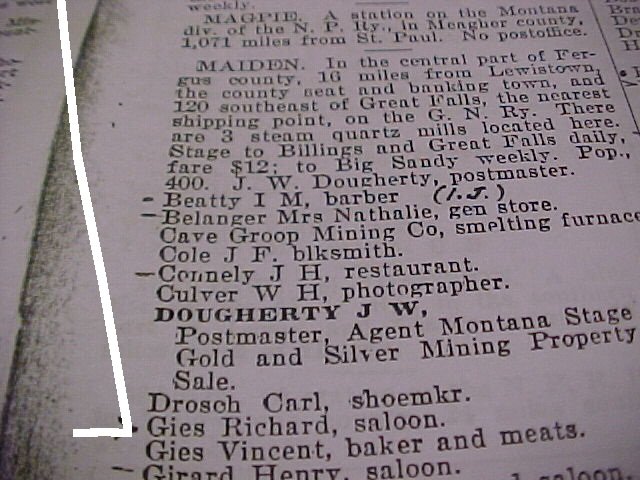 weekly.
MAGPIE. A station on the Montana
div. of the N. P. Ry., in Meagher county,
1,071 miles from St. Paul. No postoffice.
MAIDEN. In the central part of Fer-
gus county, 16 miles from Lewistown,
the county seat and banking town, and
120 southeast of Great Falls, the nearest
shipping point, on the G. N. Ry. There
are 3 steam quartz mills located here.
Stage to Billings and Great Falls daily,
fare $12; to Big Sandy weekly. Pop.,
400. J. W. Dougherty, postmaster.
Beatty I M, barber (I.J.)
Belanger Mrs Nathalie, gen store.
Cave Groop Mining Co, smelting furnace
Cole J F. blksmith.
Connely J H, restaurant.
Culver W H, photographer.
DOUGHERTY J W,
Postmaster, Agent Montana Stage
Gold and Silver Mining Property
Sale.
Drosch Carl, shoemkr.
Gies Richard, saloon.
Gies Vincent, baker and meats.
Girard Henry, saloon.
saloon.